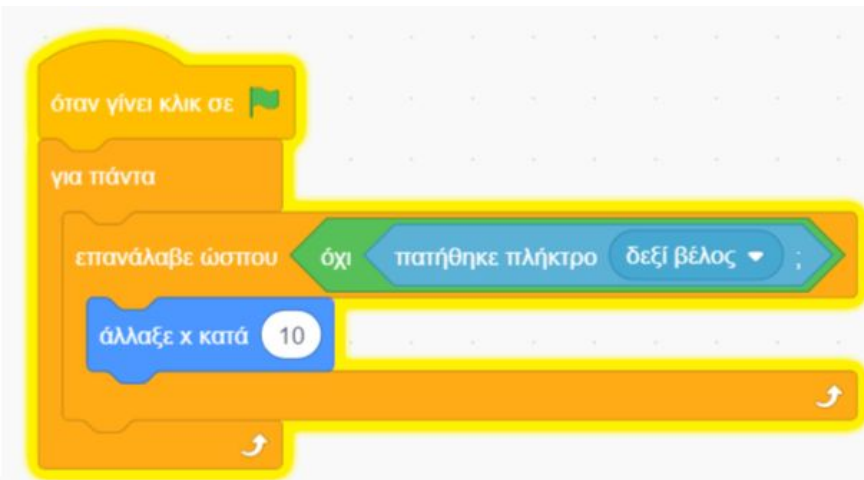 όταν γίνει κλικ σε
για πάντα
επανάλαβε ώσπου όχι πατήθηκε πλήκτρο δεξί βέλος ;
άλλαξε x κατά 10